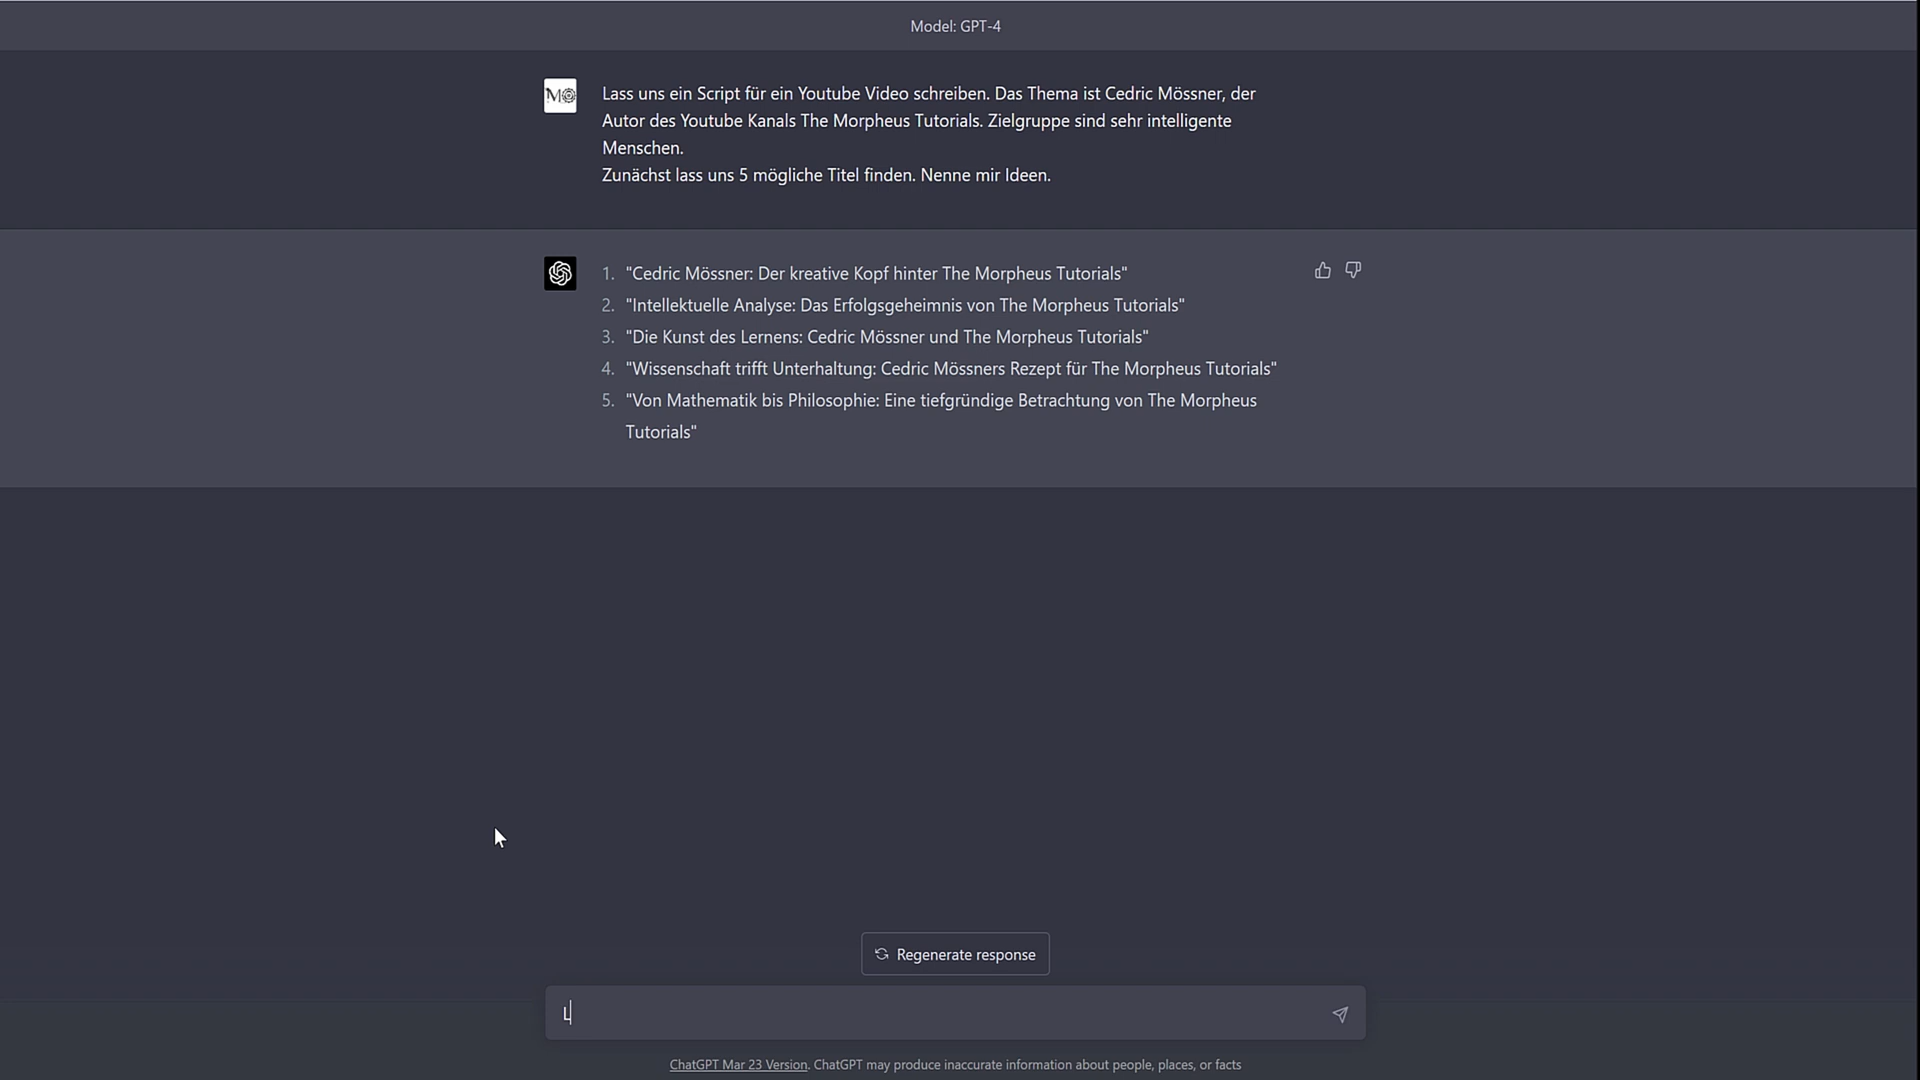 Model: GPT-4
M
Lass uns ein Script für ein Youtube Video schreiben. Das Thema ist Cedric Mössner, der
Autor des Youtube Kanals The Morpheus Tutorials. Zielgruppe sind sehr intelligente
Menschen.
Zunächst lass uns 5 mögliche Titel finden. Nenne mir Ideen.
1. "Cedric Mössner: Der kreative Kopf hinter The Morpheus Tutorials"
2. "Intellektuelle Analyse: Das Erfolgsgeheimnis von The Morpheus Tutorials"
3. "Die Kunst des Lernens: Cedric Mössner und The Morpheus Tutorials"
4. "Wissenschaft trifft Unterhaltung: Cedric Mössners Rezept für The Morpheus Tutorials"
5. "Von Mathematik bis Philosophie: Eine tiefgründige Betrachtung von The Morpheus
Tutorials"
Regenerate response
L
ChatGPT Mar 23 Version. ChatGPT may produce inaccurate information about people, places, or facts